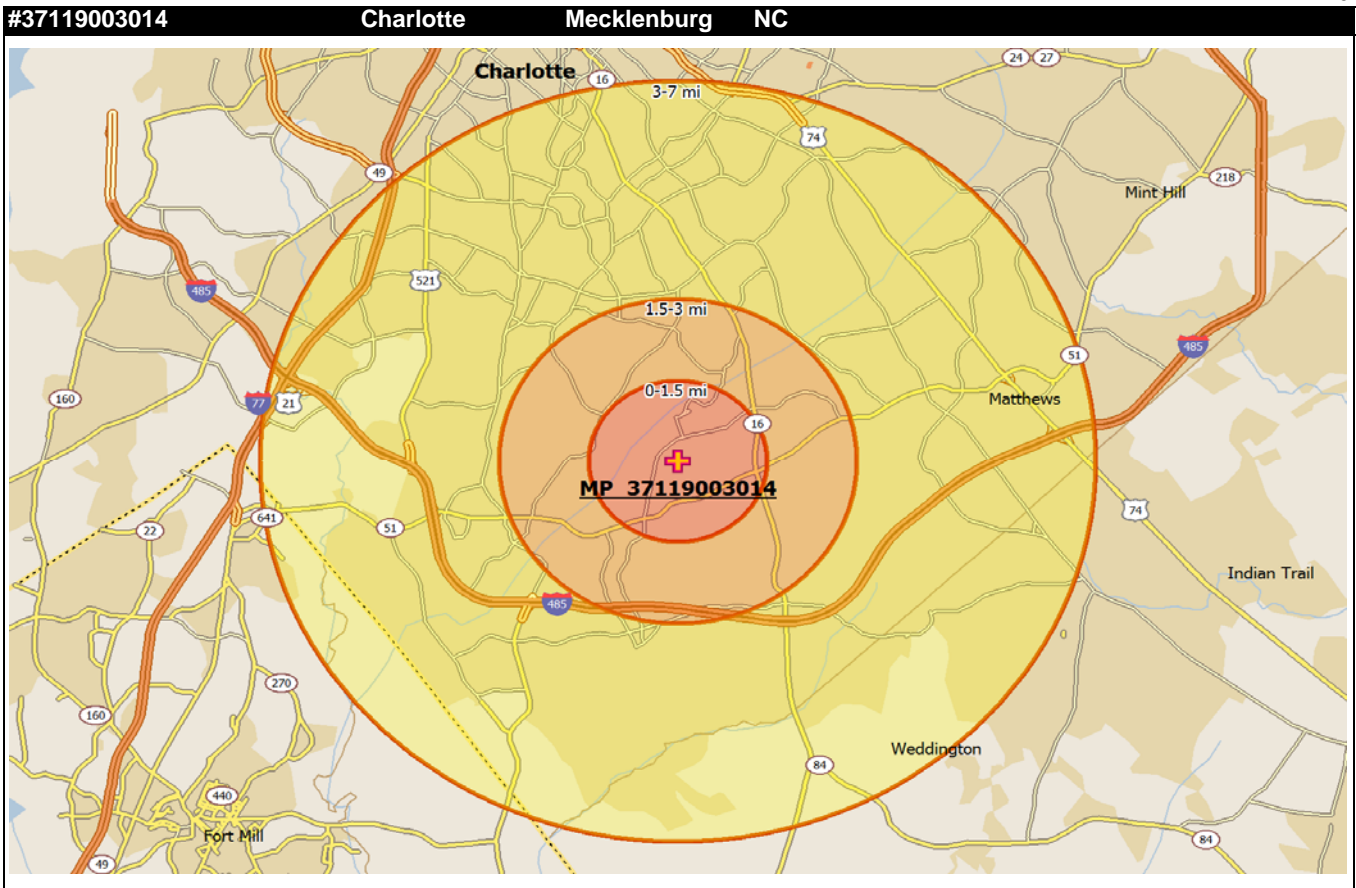 #37119003014 Charlotte Mecklenburg NC
Charlotte
16
24 27
3-7 mi
74
49
218
Mint Hill
521
485
1.5-3 mi
485
51
0-1.5 mi
160
77 21
Matthews
16
MP 37119003014
74
641
51
22
Indian Trail
485
270
160
Weddington
84
440
Fort Mill
84
49